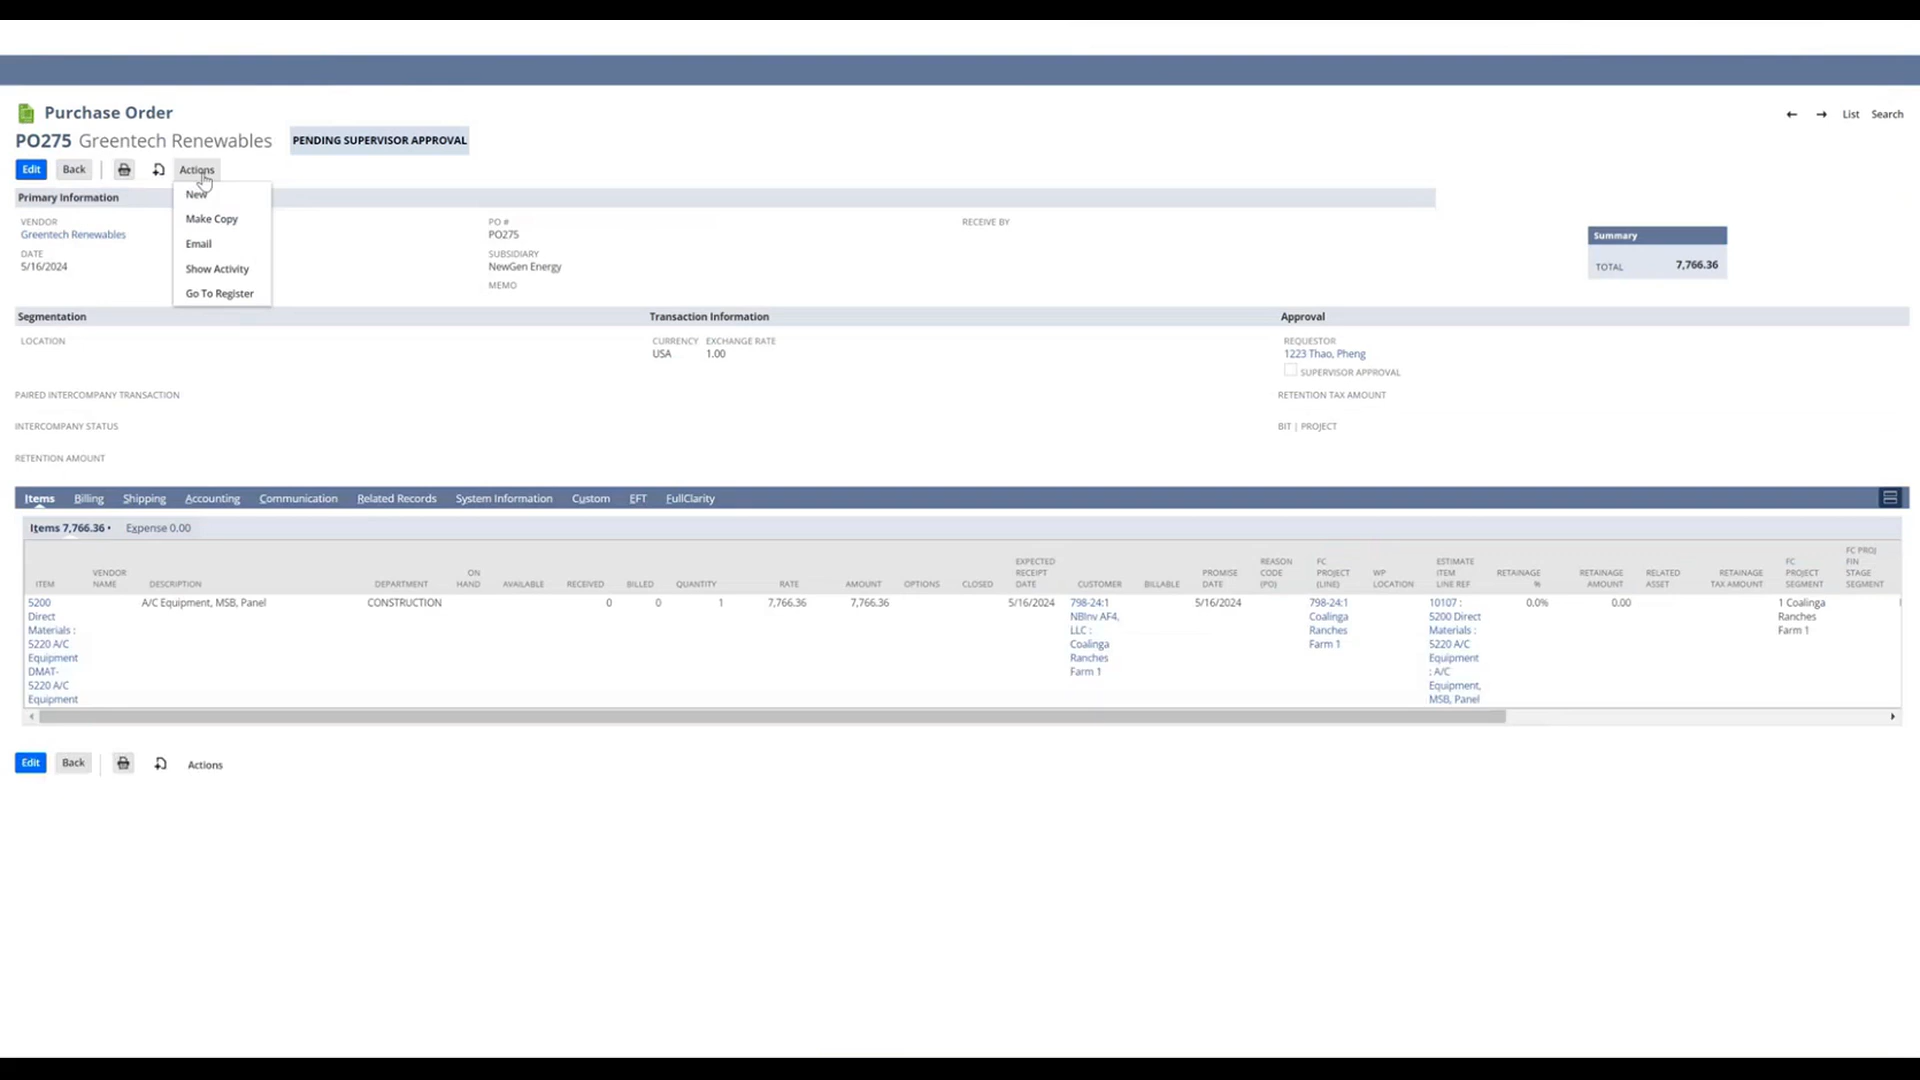 Purchase Order
List Search
PO275 Greentech Renewables PENDING SUPERVISOR APPROVAL
Edit Back Actions
New
Make Copy
Email
Show Activity
Go To Register
Primary Information
VENDOR
Greentech Renewables
DATE
5/16/2024
PO #
PO275
SUBSIDIARY
NewGen Energy
MEMO
RECEIVE BY
Summary
TOTAL 7,766.36
Segmentation
LOCATION
PAIRED INTERCOMPANY TRANSACTION
INTERCOMPANY STATUS
RETENTION AMOUNT
Transaction Information
CURRENCY EXCHANGE RATE
USA 1.00
Approval
REQUESTOR
1223 Thao, Pheng
SUPERVISOR APPROVAL
RETENTION TAX AMOUNT
BIT | PROJECT
Items Billing Shipping Accounting Communication Related Records System Information Custom EFT FullClarity
Items 7,766.36 • Expense 0.00
ITEM
VENDOR
NAME
DESCRIPTION
DEPARTMENT
ON
HAND
AVAILABLE
RECEIVED
BILLED
QUANTITY
RATE
AMOUNT
OPTIONS
CLOSED
EXPECTED
RECEIPT
DATE
CUSTOMER
BILLABLE
PROMISE
DATE
REASON
CODE
(PO)
FC
PROJECT
(LINE)
WP
LOCATION
ESTIMATE
ITEM
LINE REF
RETAINAGE
%
RETAINAGE
AMOUNT
RELATED
ASSET
RETAINAGE
TAX AMOUNT
FC
PROJECT
SEGMENT
FC PROJ
FIN
STAGE
SEGMENT
5200
Direct
Materials :
5220 A/C
Equipment
DMAT-
5220 A/C
Equipment
A/C Equipment, MSB, Panel
CONSTRUCTION
0
0
1
7,766.36
7,766.36
5/16/2024
798-24:1
NBInv AF4,
LLC :
Coalinga
Ranches
Farm 1
5/16/2024
798-24:1
Coalinga
Ranches
Farm 1
10107 :
5200 Direct
Materials :
5220 A/C
Equipment
: A/C
Equipment,
MSB, Panel
0.0%
0.00
1 Coalinga
Ranches
Farm 1
Edit Back Actions